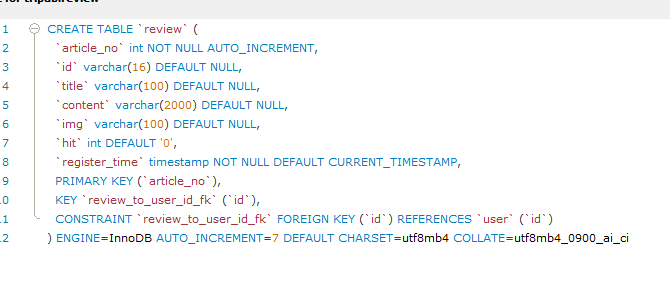 1 CREATE TABLE `review` (
2 `article_no` int NOT NULL AUTO_INCREMENT,
3 `id` varchar(16) DEFAULT NULL,
4 `title` varchar(100) DEFAULT NULL,
5 `content` varchar(2000) DEFAULT NULL,
6 `img` varchar(100) DEFAULT NULL,
7 `hit` int DEFAULT '0',
8 `register_time` timestamp NOT NULL DEFAULT CURRENT_TIMESTAMP,
9 PRIMARY KEY (`article_no`),
10 KEY `review_to_user_id_fk` (`id`),
11 CONSTRAINT `review_to_user_id_fk` FOREIGN KEY (`id`) REFERENCES `user` (`id`)
12 ) ENGINE=InnoDB AUTO_INCREMENT=7 DEFAULT CHARSET=utf8mb4 COLLATE=utf8mb4_0900_ai_ci